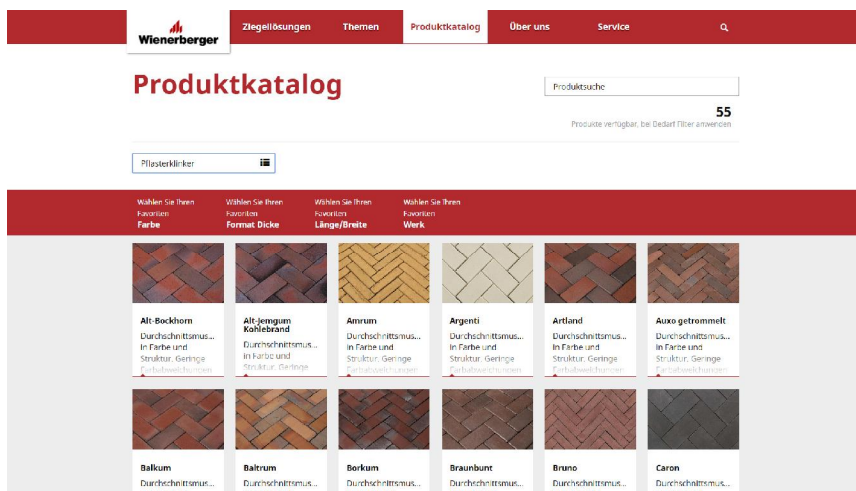 Wienerberger
Ziegellösungen Themen Produktkatalog Über uns Service
Produktkatalog
Produktsuche
55
Produkte verfügbar, bei Bedarf Filter anwenden
Pflasterklinker
Wählen Sie Ihren Wählen Sie Ihren Wählen Sie Ihren Wählen Sie Ihren
Favoriten Favoriten Favoriten Favoriten
Farbe Format Dicke Länge/Breite Werk
Alt-Bockhorn
Durchschnittsmus...
in Farbe und
Struktur. Geringe
Farbabweichungen
Alt-Jemgum
Kohlebrand
Durchschnittsmus...
in Farbe und
Struktur. Geringe
Amrum
Durchschnittsmus...
in Farbe und
Struktur. Geringe
Farbabweichungen
Argenti
Durchschnittsmus...
in Farbe und
Struktur. Geringe
Farbabweichungen
Artland
Durchschnittsmus...
in Farbe und
Struktur. Geringe
Farbabweichungen
Auxo getrommelt
Durchschnittsmus...
in Farbe und
Struktur. Geringe
Farbabweichungen
Balkum
Durchschnittsmus...
Baltrum
Durchschnittsmus...
Borkum
Durchschnittsmus...
Braunbunt
Durchschnittsmus...
Bruno
Durchschnittsmus...
Caron
Durchschnittsmus...